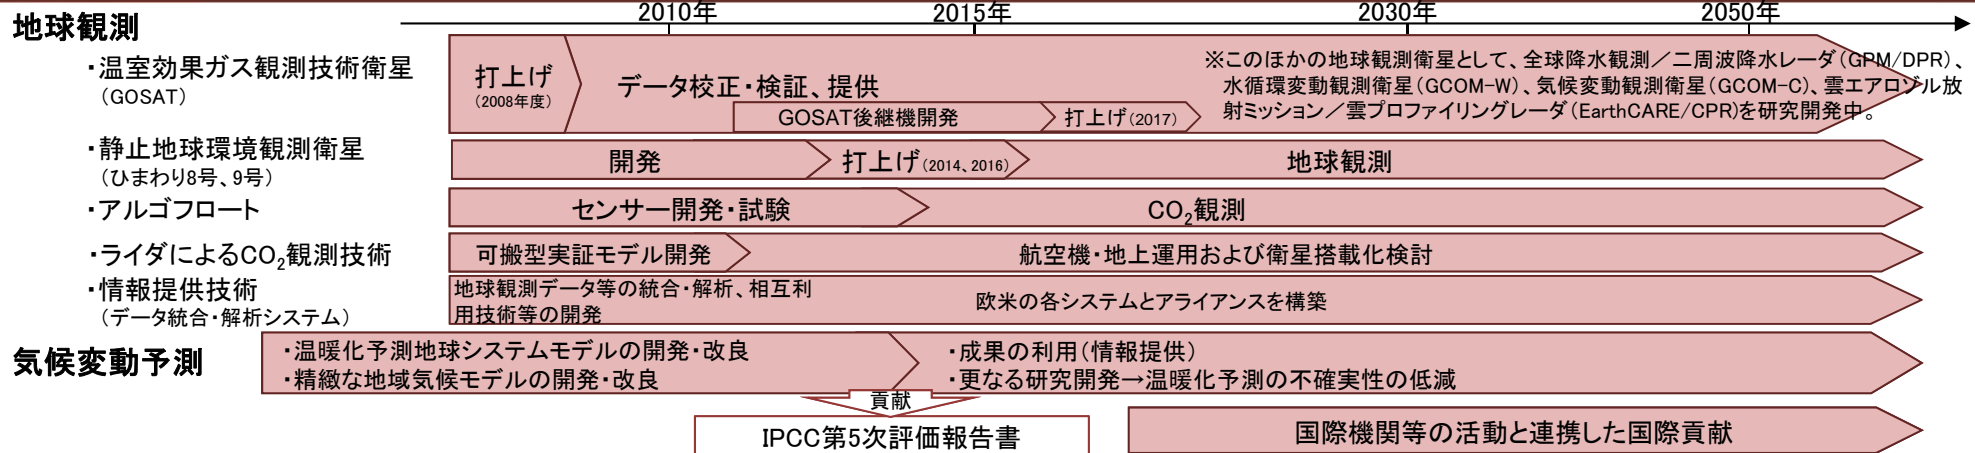 2010年 2015年 2030年 2050年
地球観測
・温室効果ガス観測技術衛星
(GOSAT)
打上げ
(2008年度)
データ校正・検証、提供
GOSAT後継機開発
打上げ(2017)
※このほかの地球観測衛星として、全球降水観測／二周波降水レーダ(GPM/DPR)、
水循環変動観測衛星(GCOM-W)、気候変動観測衛星(GCOM-C)、雲エアロゾル放
射ミッション／雲プロファイリングレーダ(EarthCARE/CPR)を研究開発中。
・静止地球環境観測衛星
(ひまわり8号、9号)
開発
打上げ(2014、2016)
地球観測
・アルゴフロート
センサー開発・試験
CO₂観測
・ライダによるCO₂観測技術
可搬型実証モデル開発
航空機・地上運用および衛星搭載化検討
・情報提供技術
(データ統合・解析システム)
地球観測データ等の統合・解析、相互利
用技術等の開発
欧米の各システムとアライアンスを構築
気候変動予測
・温暖化予測地球システムモデルの開発・改良
・精緻な地域気候モデルの開発・改良
・成果の利用(情報提供)
・更なる研究開発→温暖化予測の不確実性の低減
貢献
IPCC第5次評価報告書
国際機関等の活動と連携した国際貢献